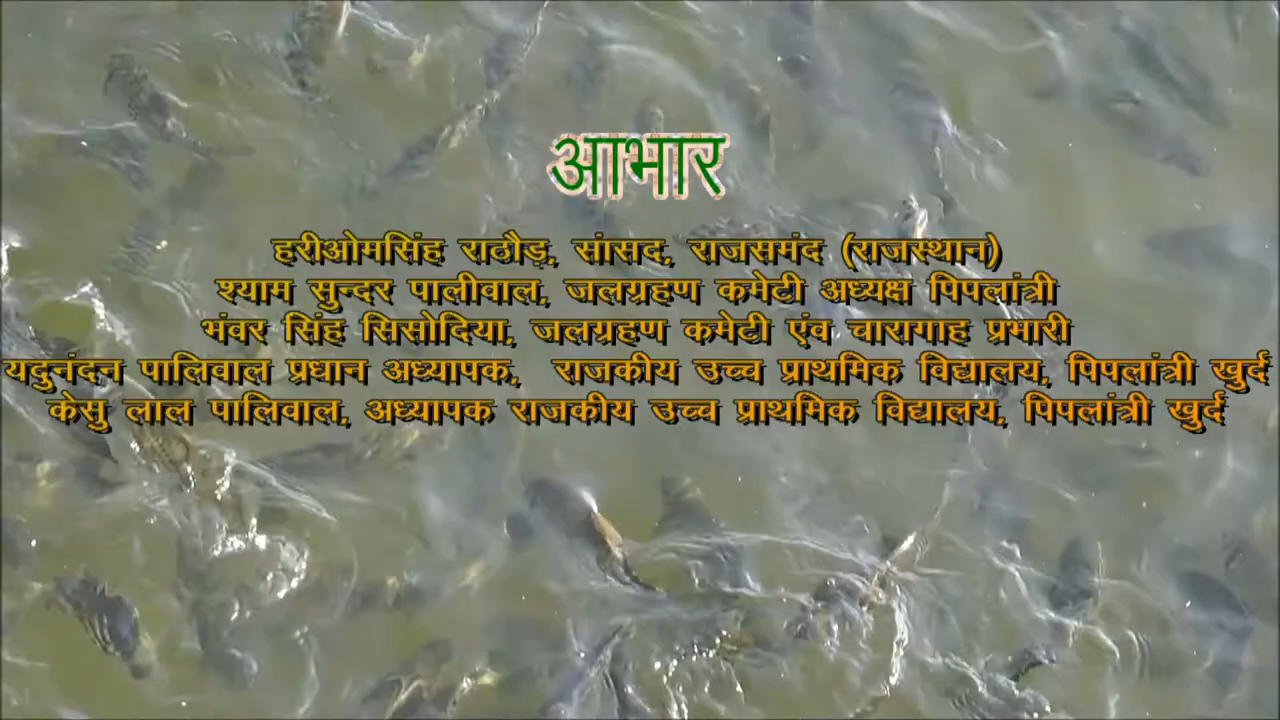 आभार
हरीओमसिंह राठौड़, सांसद, राजसमंद (राजस्थान)
श्याम सुन्दर पालीवाल, जलग्रहण कमेटी अध्यक्ष पिपलांत्री
भंवर सिंह सिसोदिया, जलग्रहण कमेटी एंव चारागाह प्रभारी
यदुनंदन पालिवाल प्रधान अध्यापक, राजकीय उच्च प्राथमिक विद्यालय, पिपलांत्री खुर्द
केसु लाल पालिवाल, अध्यापक राजकीय उच्च प्राथमिक विद्यालय, पिपलांत्री खुर्द